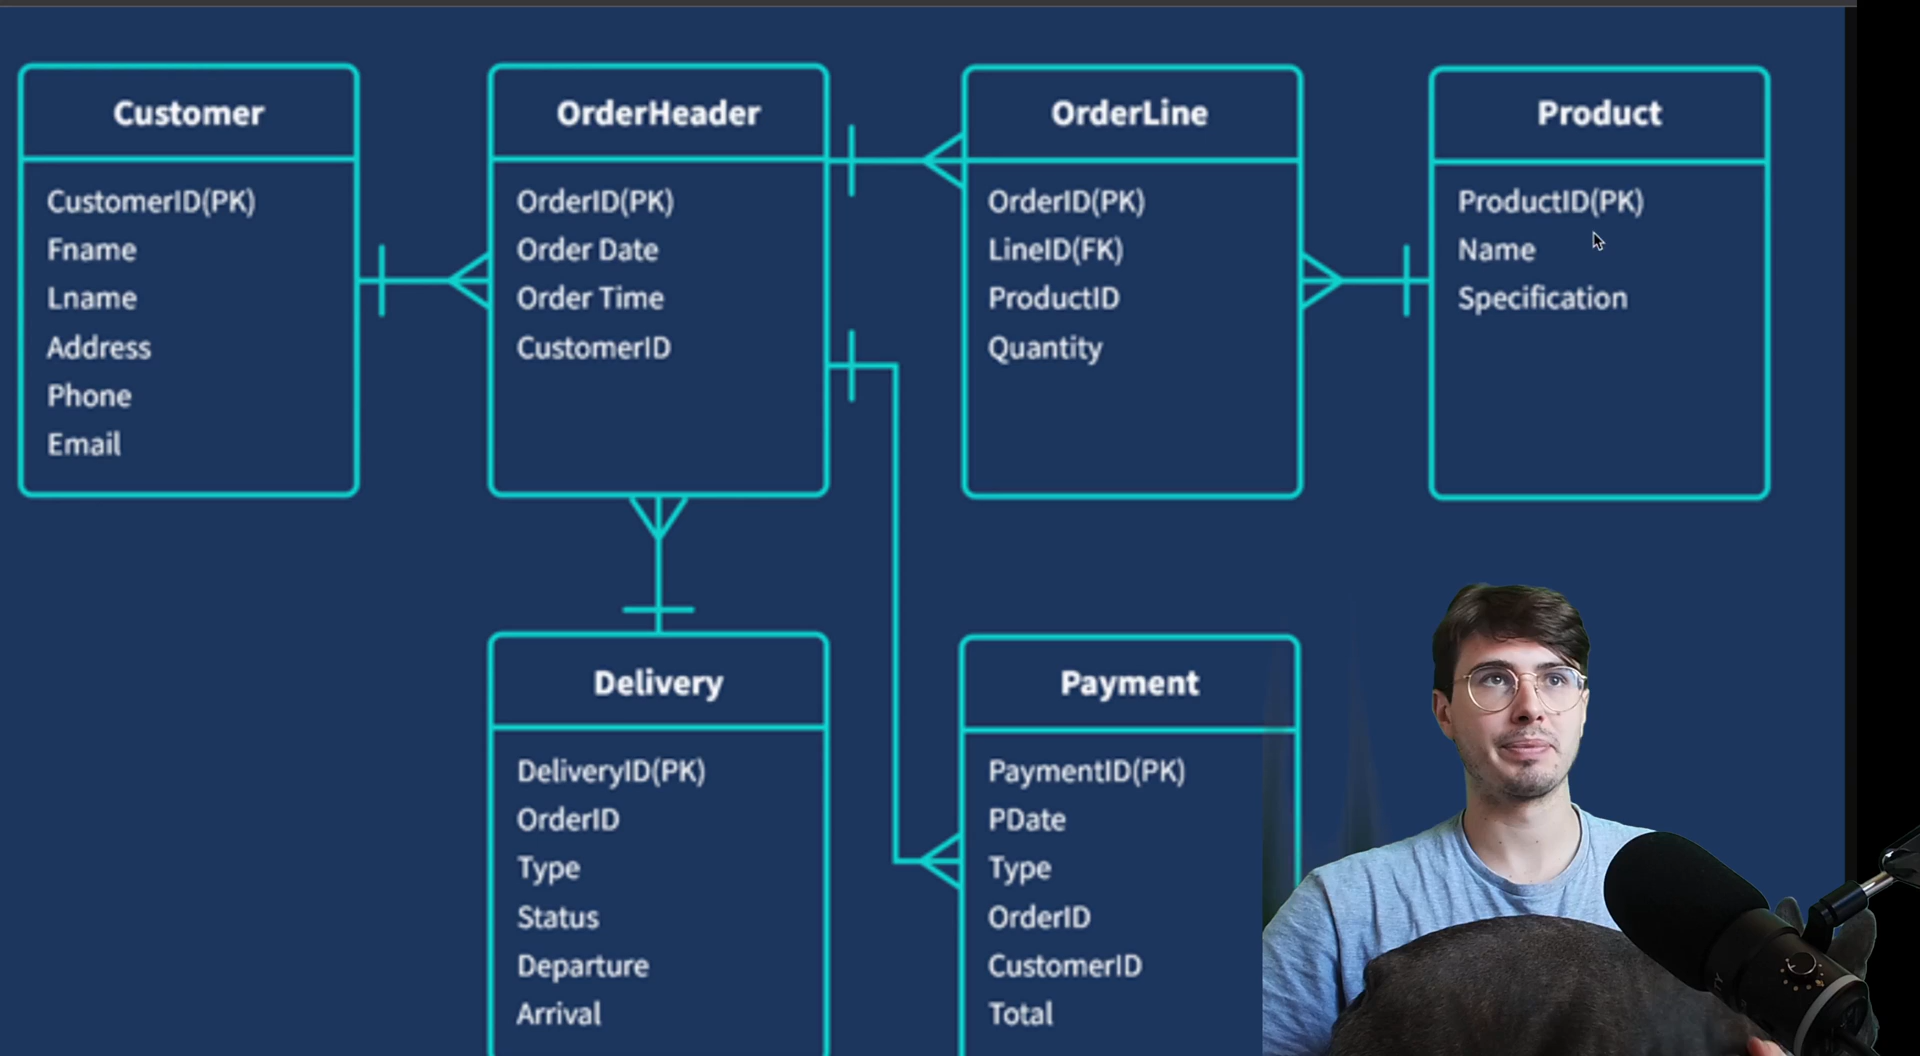 Customer
CustomerID(PK)
Fname
Lname
Address
Phone
Email
OrderHeader
OrderID(PK)
Order Date
Order Time
CustomerID
OrderLine
OrderID(PK)
LineID(FK)
ProductID
Quantity
Product
ProductID(PK)
Name
Specification
Delivery
DeliveryID(PK)
OrderID
Type
Status
Departure
Arrival
Payment
PaymentID(PK)
PDate
Type
OrderID
CustomerID
Total